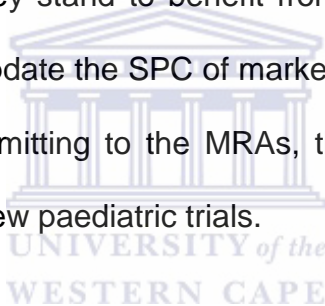 ey stand to benefit from
odate the SPC of marke
mitting to the MRAs, t
ew paediatric trials.
UNIVERSITY of the
WESTERN CAPE